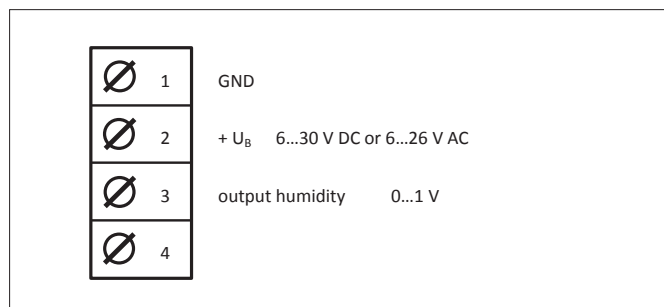 1 GND
2 + U_B 6...30 V DC or 6...26 V AC
3 output humidity 0...1 V
4